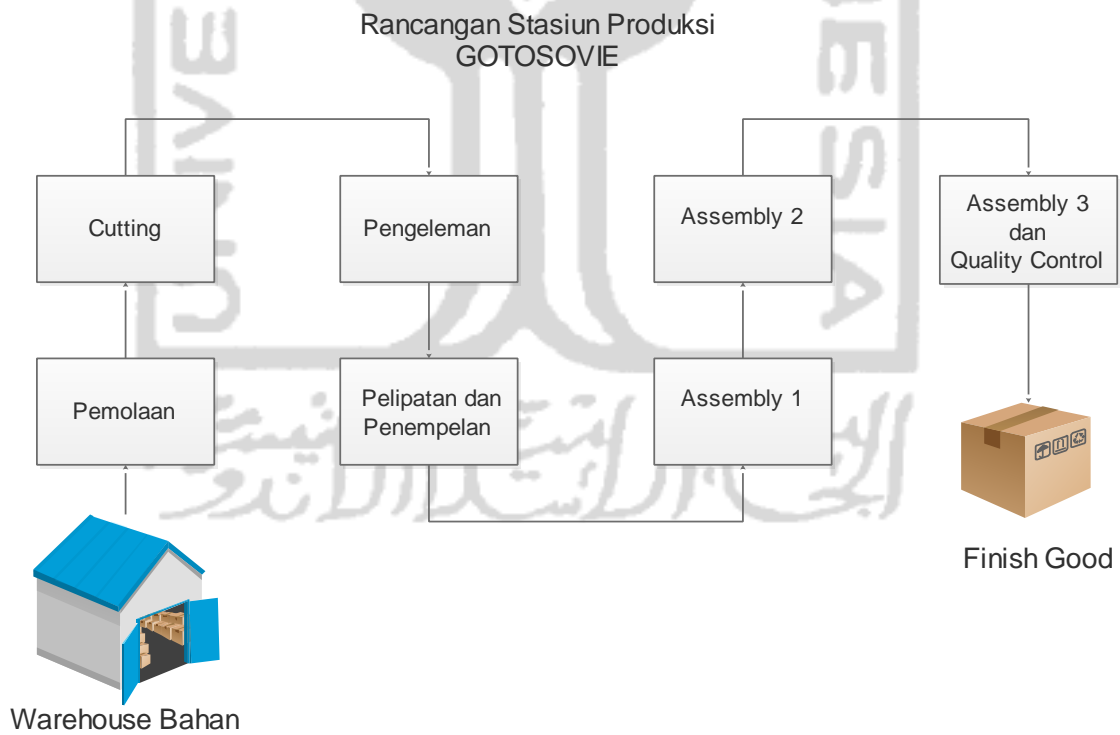 Rancangan Stasiun Produksi
GOTOSOVIE
Cutting
Pengeleman
Assembly 2
Assembly 3
dan
Quality Control
Pemolaan
Pelipatan dan
Penempelan
Assembly 1
Finish Good
Warehouse Bahan